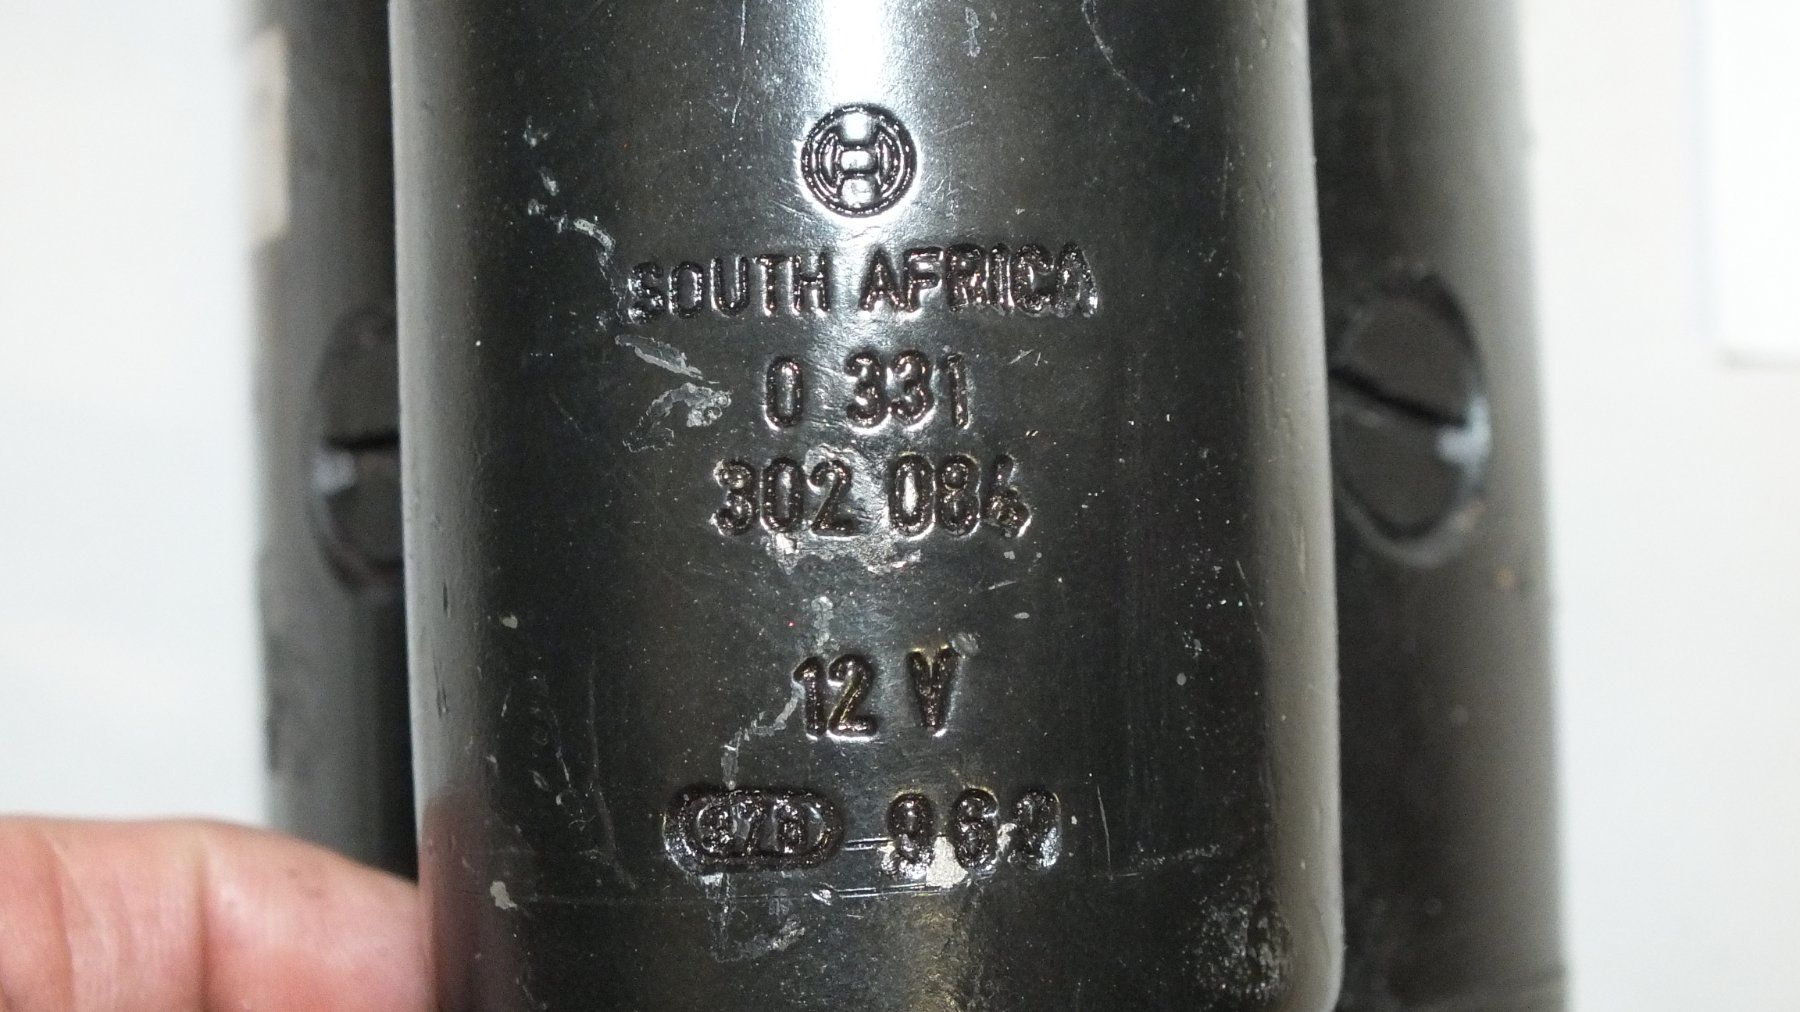 SOUTH AFRICA
0 331
302 084
12 V